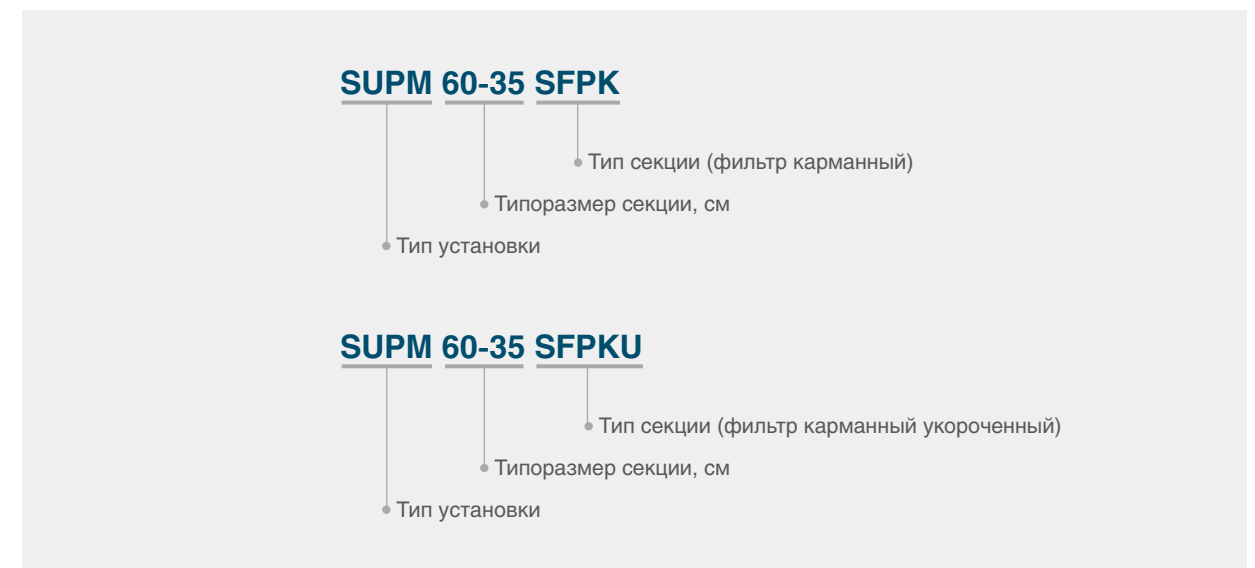 SUPM 60-35 SFPK
Тип секции (фильтр карманный)
Типоразмер секции, см
Тип установки
SUPM 60-35 SFPKU
Тип секции (фильтр карманный укороченный)
Типоразмер секции, см
Тип установки